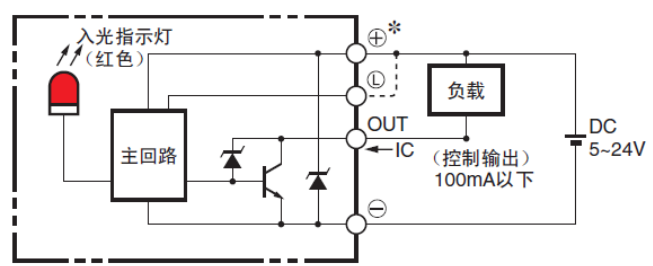 入光指示灯
（红色）
主回路
⊕*
Ⓛ
OUT
IC
⊖
负载
（控制输出）
100mA以下
DC
5~24V